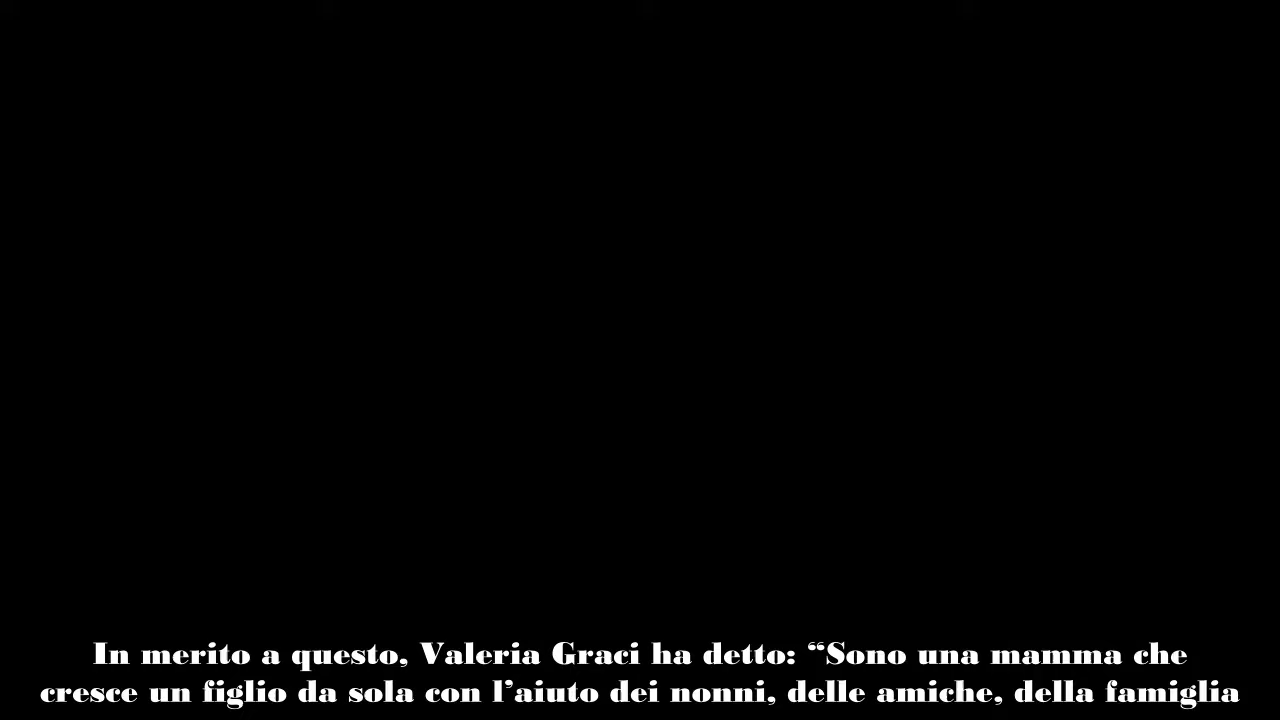 In merito a questo, Valeria Graci ha detto: “Sono una mamma che
cresce un figlio da sola con l’aiuto dei nonni, delle amiche, della famiglia